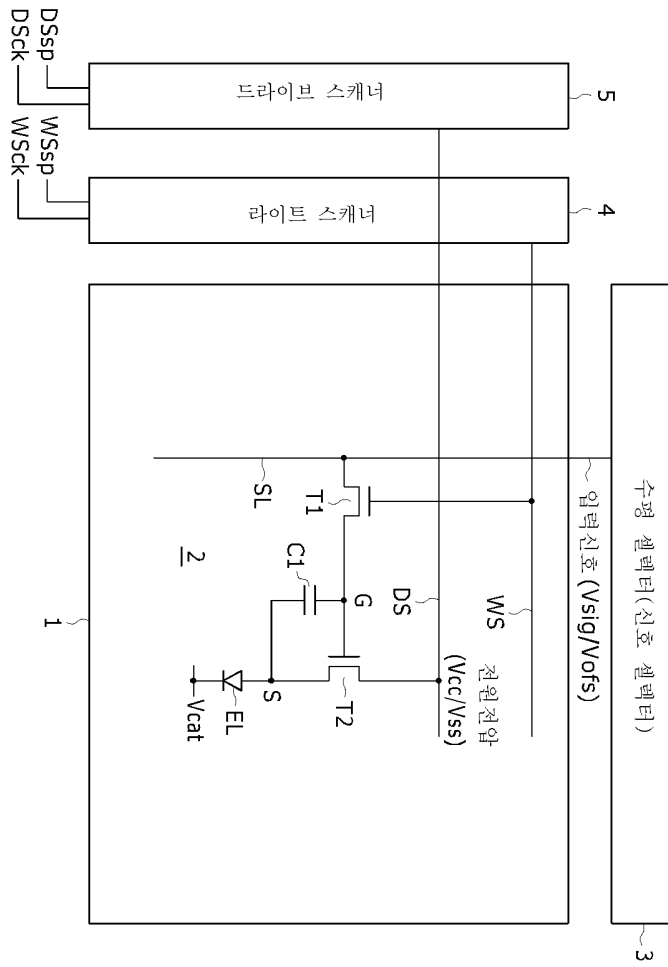 DSsp
DSck
드라이브 스캐너
5
WSsp
WSck
라이트 스캐너
4
수평 셀렉터(신호 셀렉터)
3
입력신호(Vsig/Vofs)
WS
DS
전원전압
(Vcc/Vss)
SL
T1
C1
G
T2
S
EL
Vcat
2
1